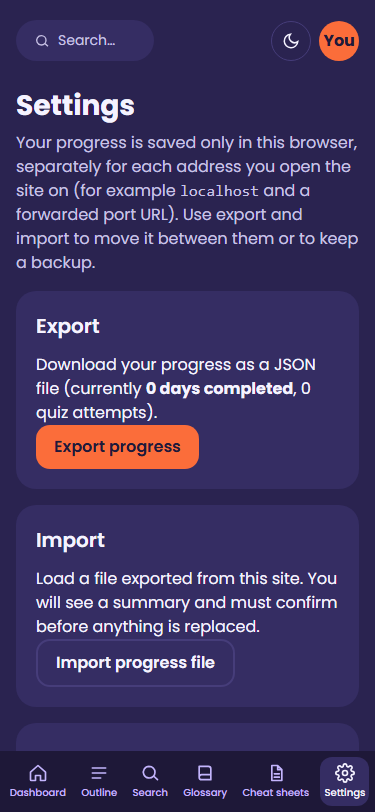 Search...
You
Settings
Your progress is saved only in this browser,
separately for each address you open the
site on (for example localhost and a
forwarded port URL). Use export and
import to move it between them or to keep
a backup.
Export
Download your progress as a JSON
file (currently 0 days completed, 0
quiz attempts).
Export progress
Import
Load a file exported from this site. You
will see a summary and must confirm
before anything is replaced.
Import progress file
Dashboard
Outline
Search
Glossary
Cheat sheets
Settings